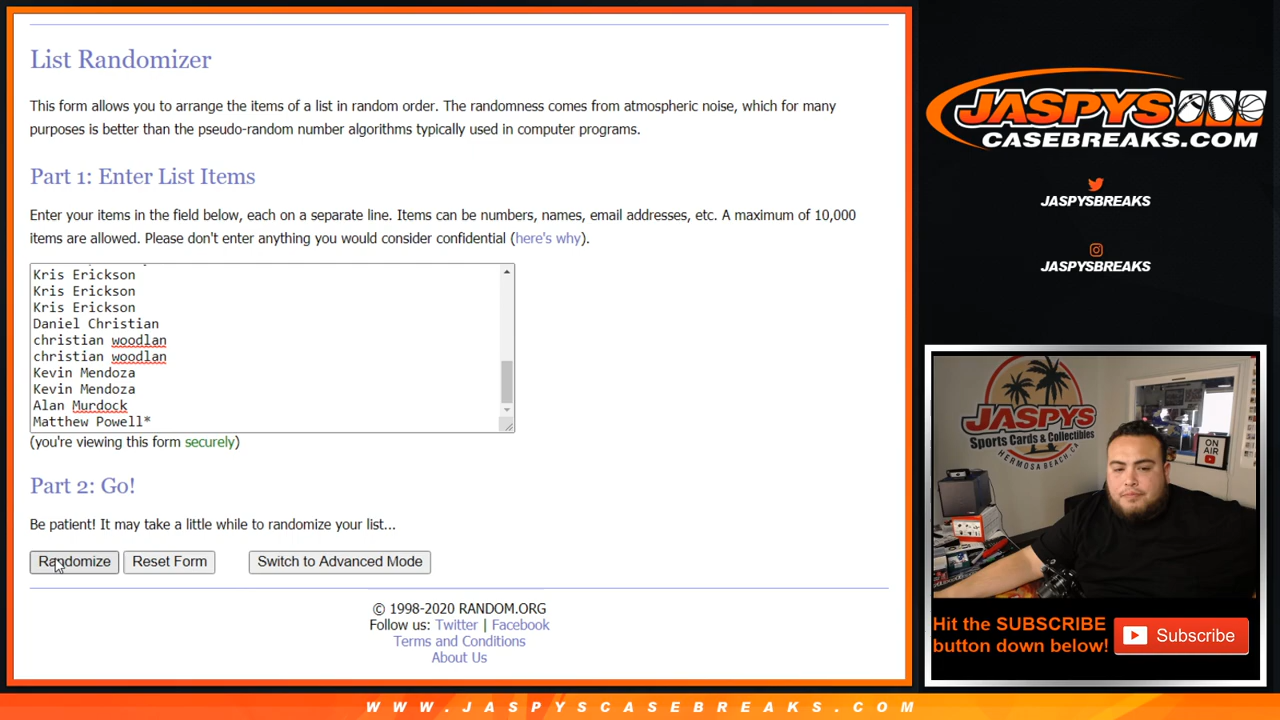 List Randomizer
This form allows you to arrange the items of a list in random order. The randomness comes from atmospheric noise, which for many
purposes is better than the pseudo-random number algorithms typically used in computer programs.
Part 1: Enter List Items
Enter your items in the field below, each on a separate line. Items can be numbers, names, email addresses, etc. A maximum of 10,000
items are allowed. Please don't enter anything you would consider confidential (here's why).
Kris Erickson
Kris Erickson
Kris Erickson
Daniel Christian
christian woodlan
christian woodlan
Kevin Mendoza
Kevin Mendoza
Alan Murdock
Matthew Powell*
(you're viewing this form securely)
Part 2: Go!
Be patient! It may take a little while to randomize your list...
Randomize Reset Form Switch to Advanced Mode
© 1998-2020 RANDOM.ORG
Follow us: Twitter | Facebook
Terms and Conditions
About Us
JASPYS
CASEBREAKS.COM
JASPYSBREAKS
JASPYSBREAKS
JASPYS
Sports Cards & Collectibles
HERMOSA BEACH, CA
ON
AIR
Hit the SUBSCRIBE
button down below!
Subscribe
WWW.JASPYSCASEBREAKS.COM